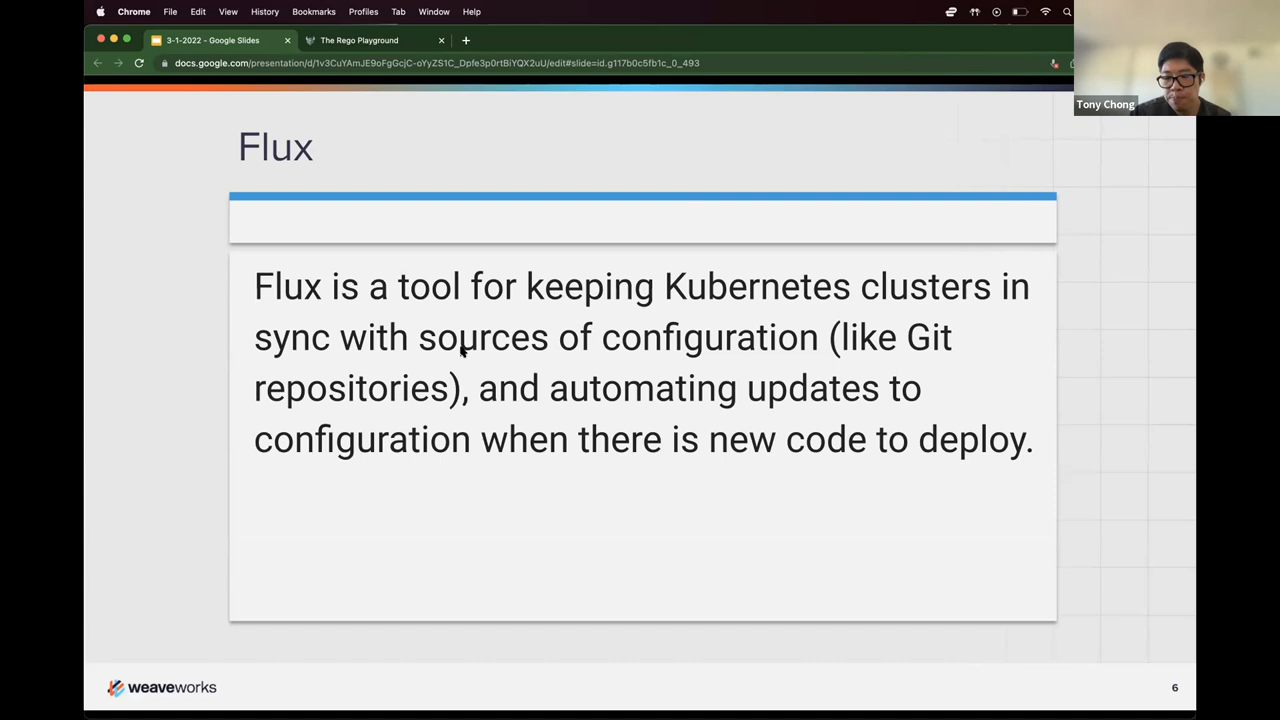 Chrome File Edit View History Bookmarks Profiles Tab Window Help
3-1-2022 - Google Slides
The Rego Playground
docs.google.com/presentation/d/1v3CuYAmJE9oFgGcjC-oYyZS1C_Dpfe3p0rtBiYQX2uU/edit#slide=id.g117b0c5fb1c_0_493
Tony Chong
Flux
Flux is a tool for keeping Kubernetes clusters in
sync with sources of configuration (like Git
repositories), and automating updates to
configuration when there is new code to deploy.
weaveworks
6